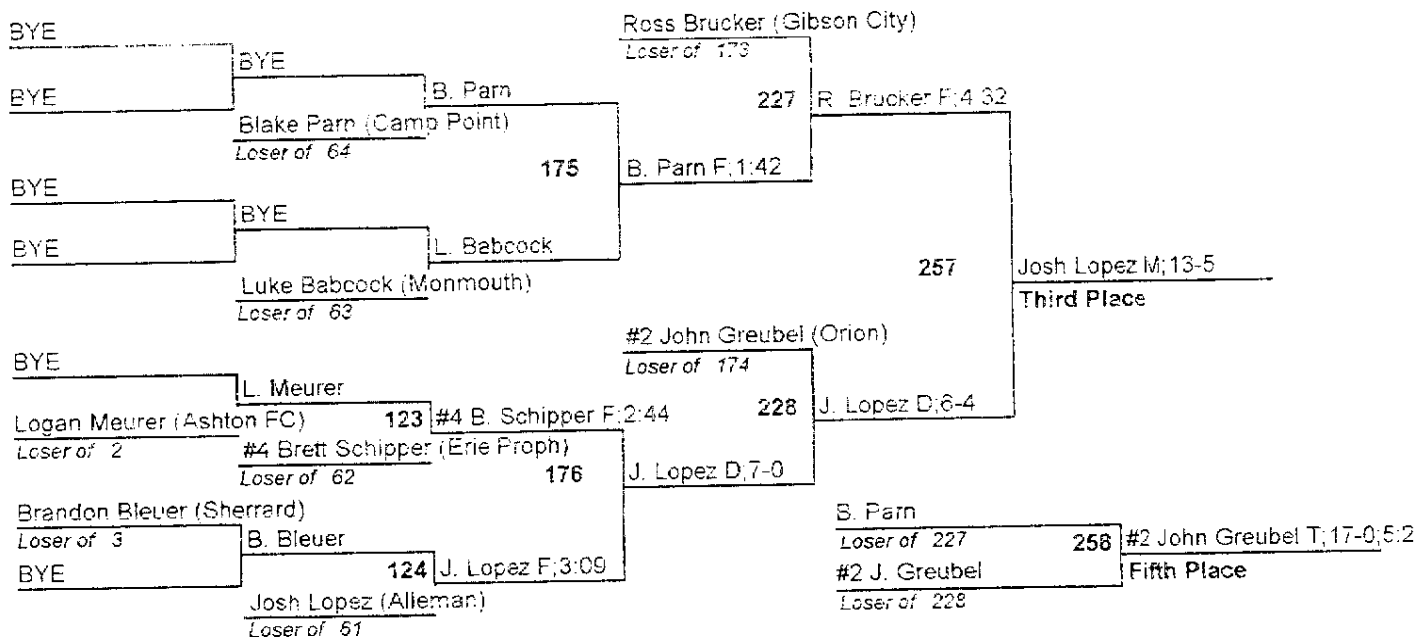 BYE
Ross Brucker (Gibson City)
Loser of 173
BYE
BYE
B. Parn
227 R. Brucker F;4:32
Blake Parn (Camp Point)
Loser of 64
175 B. Parn F;1:42
BYE
BYE
BYE
L. Babcock
257 Josh Lopez M;13-5
Luke Babcock (Monmouth)
Loser of 63
Third Place
#2 John Greubel (Orion)
Loser of 174
BYE
L. Meurer
Logan Meurer (Ashton FC)
Loser of 2
123 #4 B. Schipper F;2:44
228 J. Lopez D;6-4
#4 Brett Schipper (Erie Proph)
Loser of 62
176 J. Lopez D;7-0
Brandon Bleuer (Sherrard)
Loser of 3
B. Bleuer
BYE
124 J. Lopez F;3:09
Josh Lopez (Alleman)
Loser of 61
B. Parn
Loser of 227
258 #2 John Greubel T;17-0;5:2
#2 J. Greubel
Fifth Place
Loser of 228